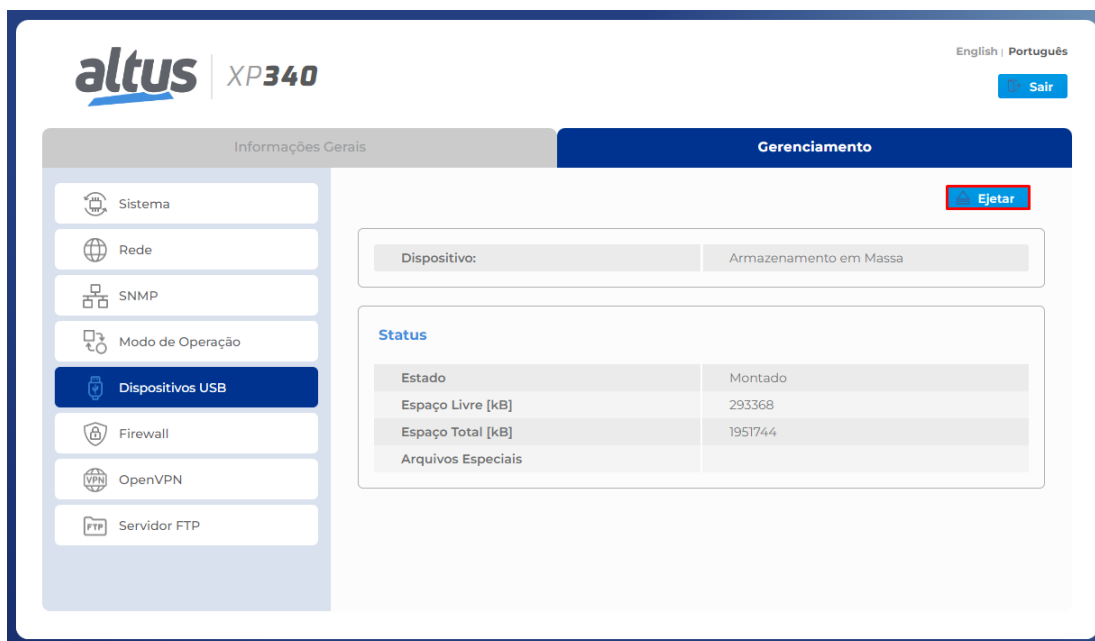 altus XP340
English | Português
Sair
Informações Gerais
Gerenciamento
Sistema
Rede
SNMP
Modo de Operação
Dispositivos USB
Firewall
VPN OpenVPN
FTP Servidor FTP
Ejetar
Dispositivo: Armazenamento em Massa
Status
Estado Montado
Espaço Livre [kB] 293368
Espaço Total [kB] 1951744
Arquivos Especiais